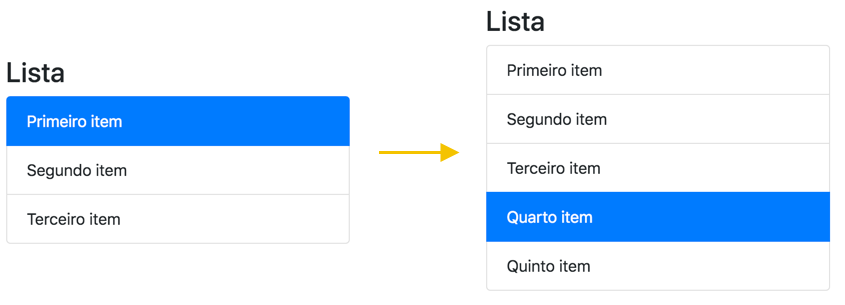 Lista
Primeiro item
Segundo item
Terceiro item
Lista
Primeiro item
Segundo item
Terceiro item
Quarto item
Quinto item